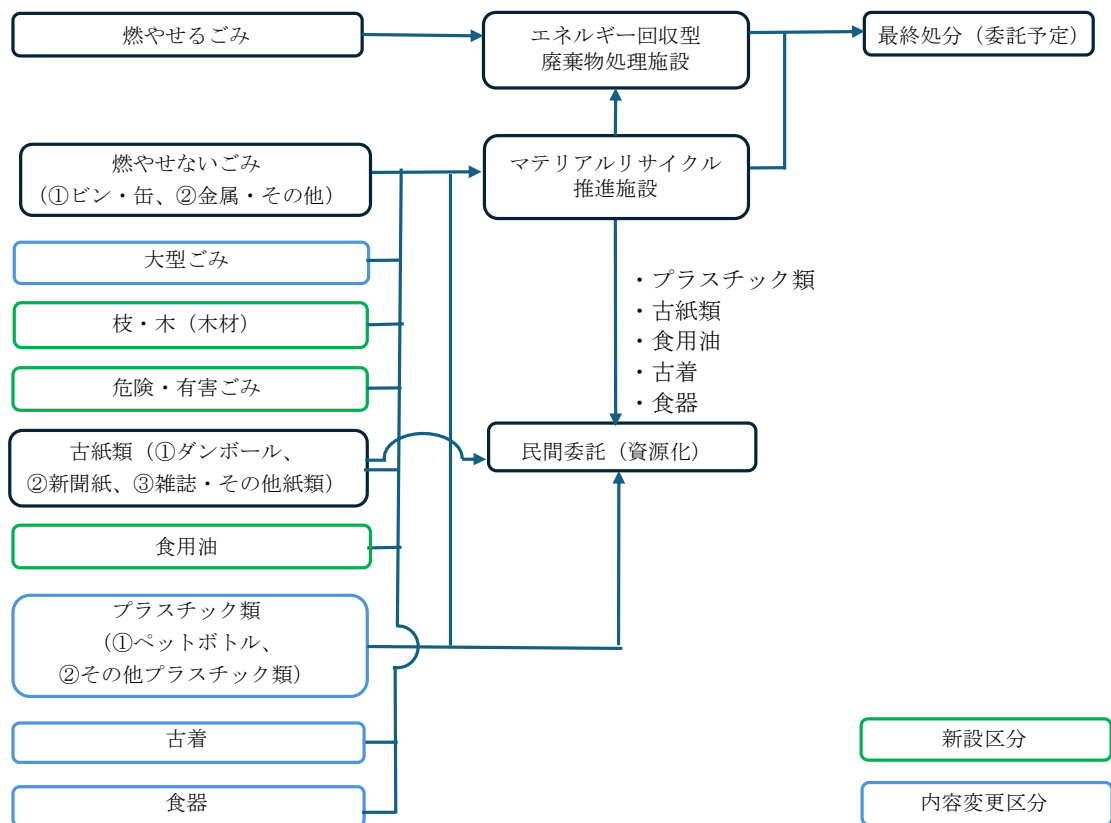 燃やせるごみ
エネルギー回収型
廃棄物処理施設
最終処分（委託予定）
燃やせないごみ
（①ビン・缶、②金属・その他）
マテリアルリサイクル
推進施設
大型ごみ
・プラスチック類
・古紙類
・食用油
・古着
・食器
枝・木（木材）
危険・有害ごみ
古紙類（①ダンボール、
②新聞紙、③雑誌・その他紙類）
民間委託（資源化）
食用油
プラスチック類
（①ペットボトル、
②その他プラスチック類）
古着
食器
新設区分
内容変更区分